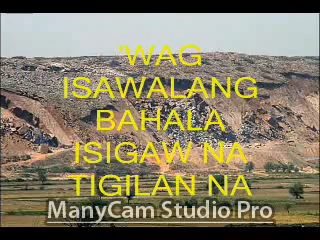 'WAG
ISAWALANG
BAHALA
ISIGAW NA
TIGILAN NA
ManyCam Studio Pro